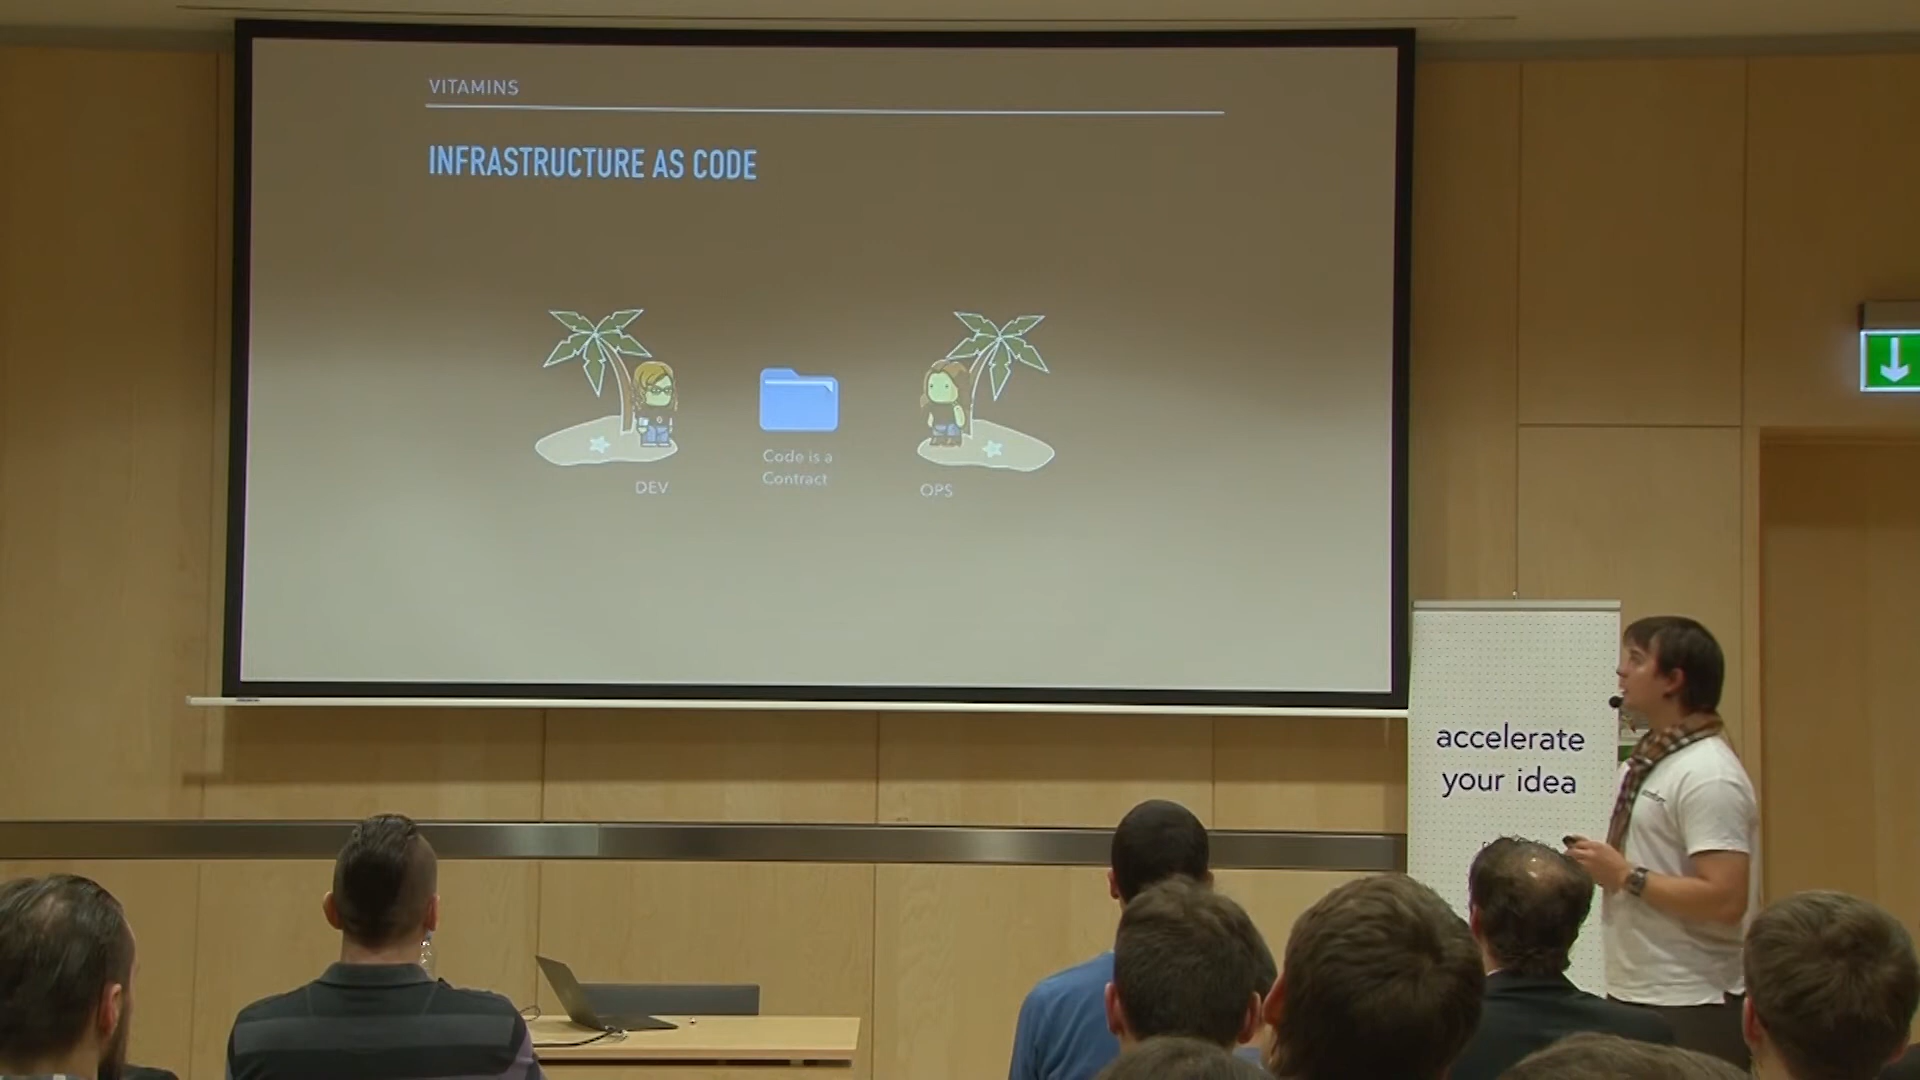 VITAMINS
INFRASTRUCTURE AS CODE
Code is a
Contract
DEV
OPS
accelerate
your idea